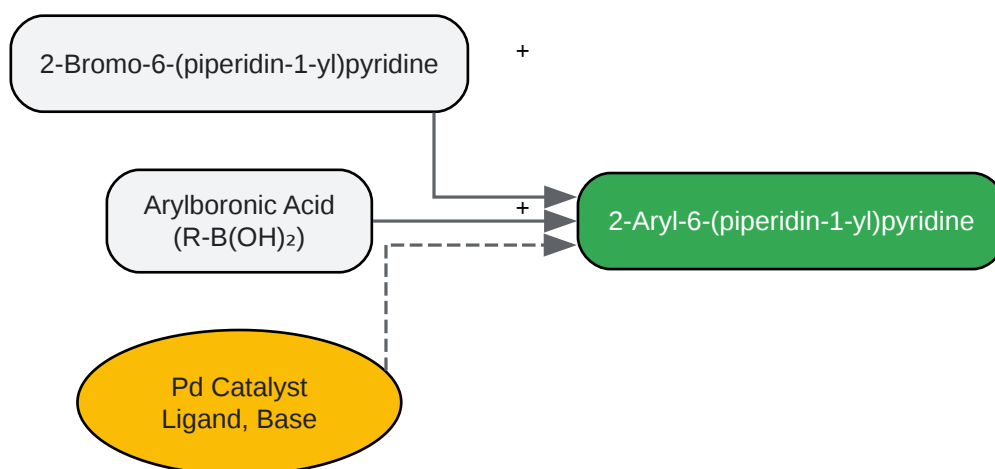 2-Bromo-6-(piperidin-1-yl)pyridine
+
Arylboronic Acid
(R-B(OH)₂)
+
2-Aryl-6-(piperidin-1-yl)pyridine
Pd Catalyst
Ligand, Base